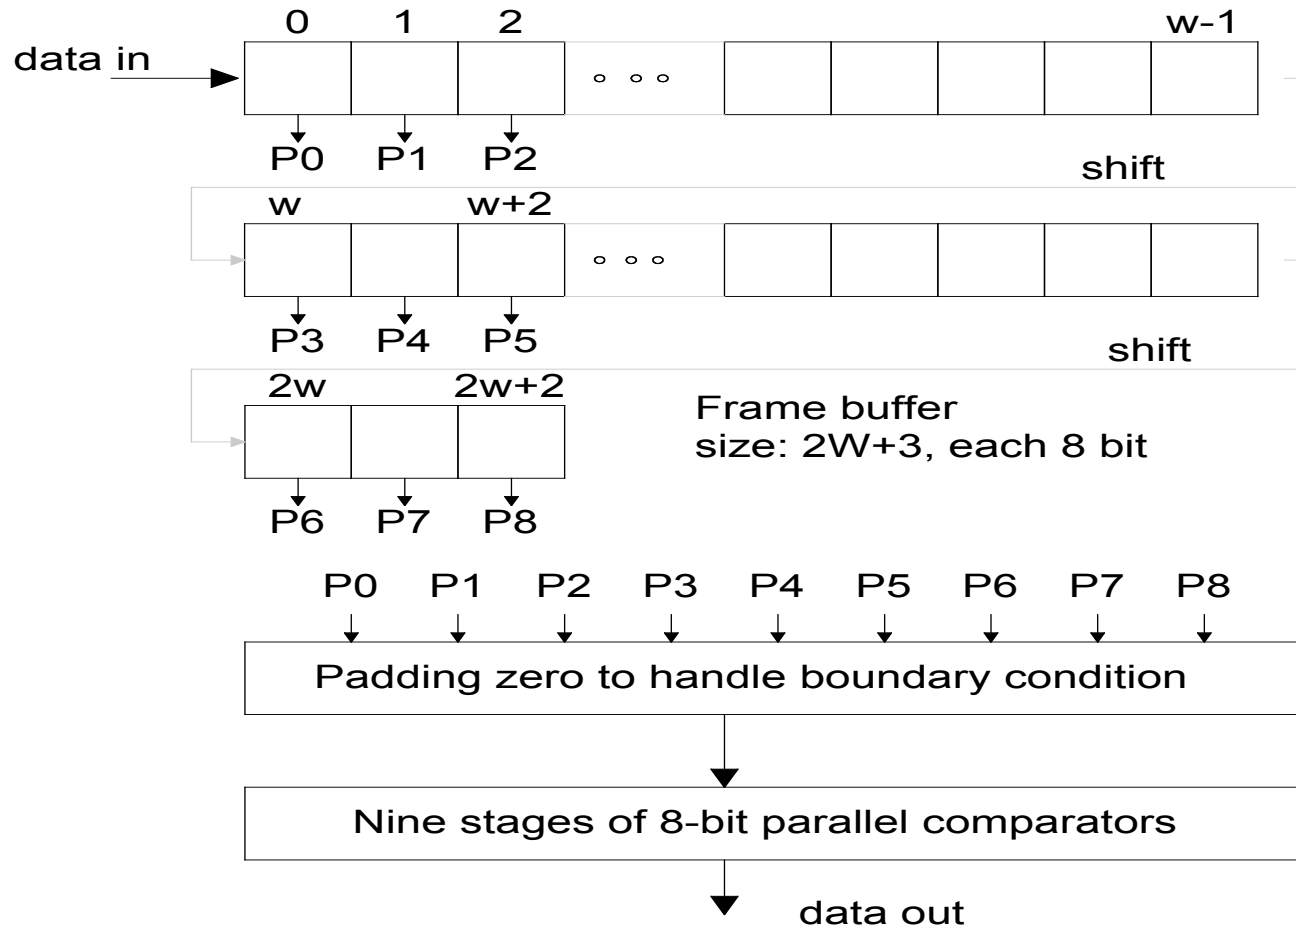 0 1 2 w-1
data in
P0 P1 P2
shift
w w+2
P3 P4 P5
shift
2w 2w+2
Frame buffer
size: 2W+3, each 8 bit
P6 P7 P8
P0 P1 P2 P3 P4 P5 P6 P7 P8
Padding zero to handle boundary condition
Nine stages of 8-bit parallel comparators
data out